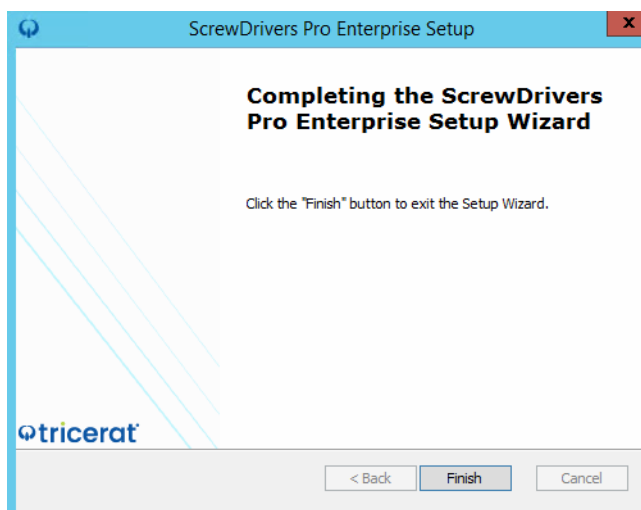 ScrewDrivers Pro Enterprise Setup
x
Completing the ScrewDrivers
Pro Enterprise Setup Wizard
Click the "Finish" button to exit the Setup Wizard.
tricerat
< Back
Finish
Cancel